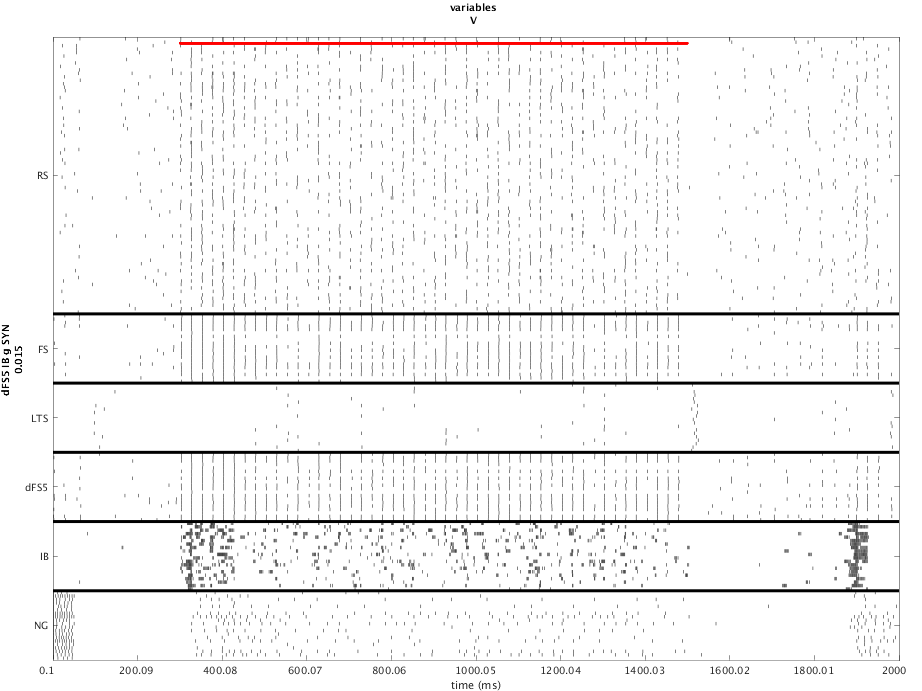 variables
V
RS
FS
LTS
dFS5
IB
NG
dFS5 IB g SYN
0.015
0.1 200.09 400.08 600.07 800.06 1000.05 1200.04 1400.03 1600.02 1800.01 2000
time (ms)